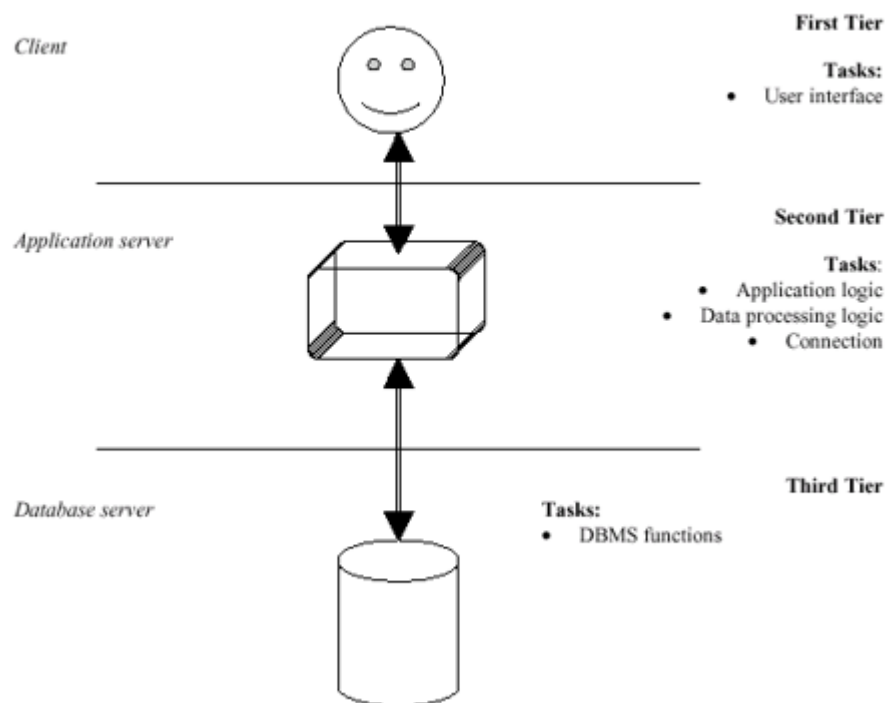 Client
First Tier
Tasks:
• User interface
Application server
Second Tier
Tasks:
• Application logic
• Data processing logic
• Connection
Database server
Third Tier
Tasks:
• DBMS functions